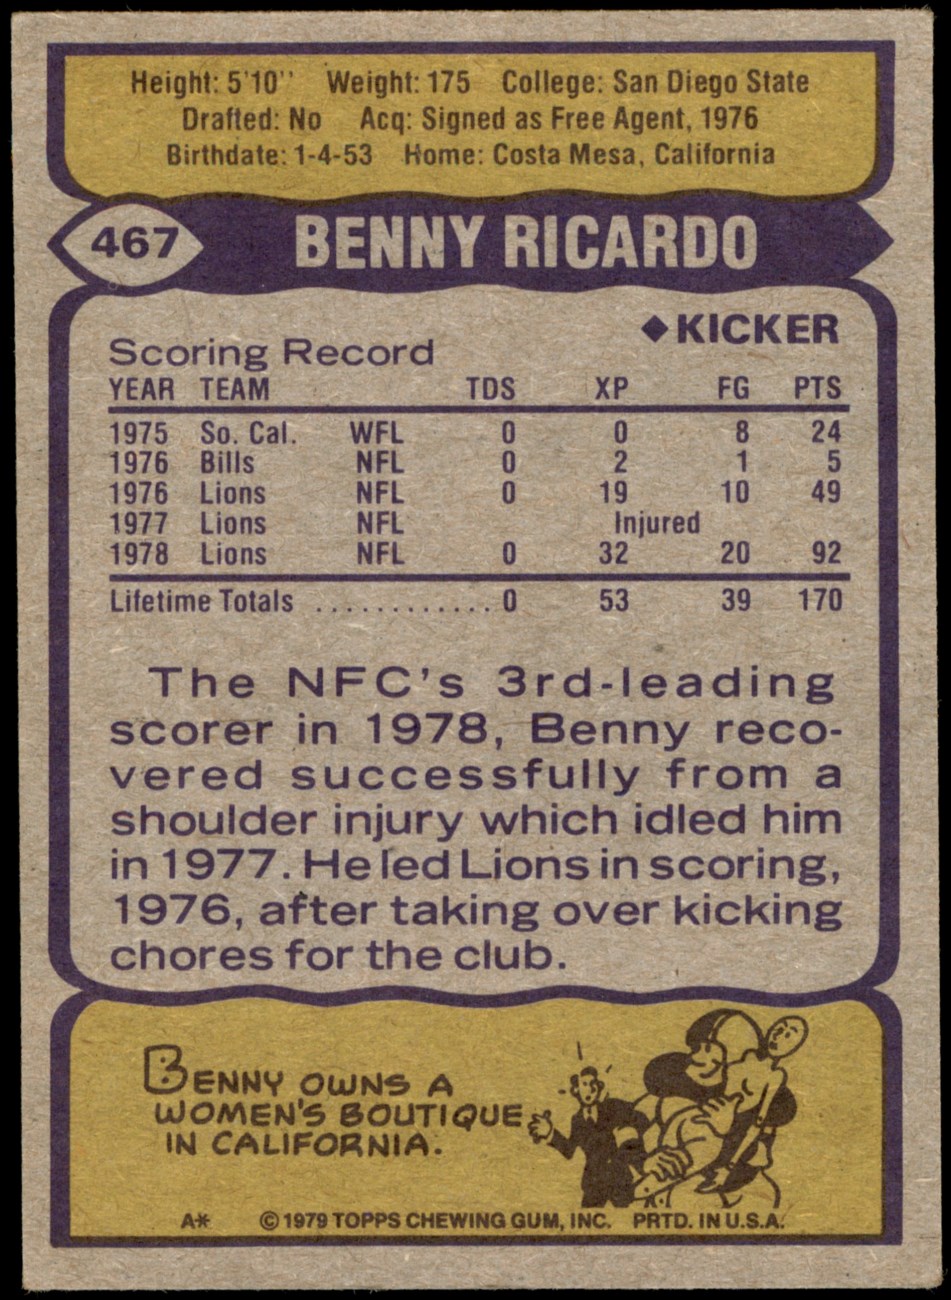 Height: 5'10" Weight: 175 College: San Diego State
Drafted: No Acq: Signed as Free Agent, 1976
Birthdate: 1-4-53 Home: Costa Mesa, California
467 BENNY RICARDO
◆ KICKER
Scoring Record
YEAR TEAM TDS XP FG PTS
1975 So. Cal. WFL 0 0 8 24
1976 Bills NFL 0 2 1 5
1976 Lions NFL 0 19 10 49
1977 Lions NFL Injured
1978 Lions NFL 0 32 20 92
Lifetime Totals ............. 0 53 39 170
The NFC's 3rd-leading
scorer in 1978, Benny reco-
vered successfully from a
shoulder injury which idled him
in 1977. He led Lions in scoring,
1976, after taking over kicking
chores for the club.
BENNY OWNS A
WOMEN'S BOUTIQUE
IN CALIFORNIA.
A* © 1979 TOPPS CHEWING GUM, INC. PRTD. IN U.S.A.